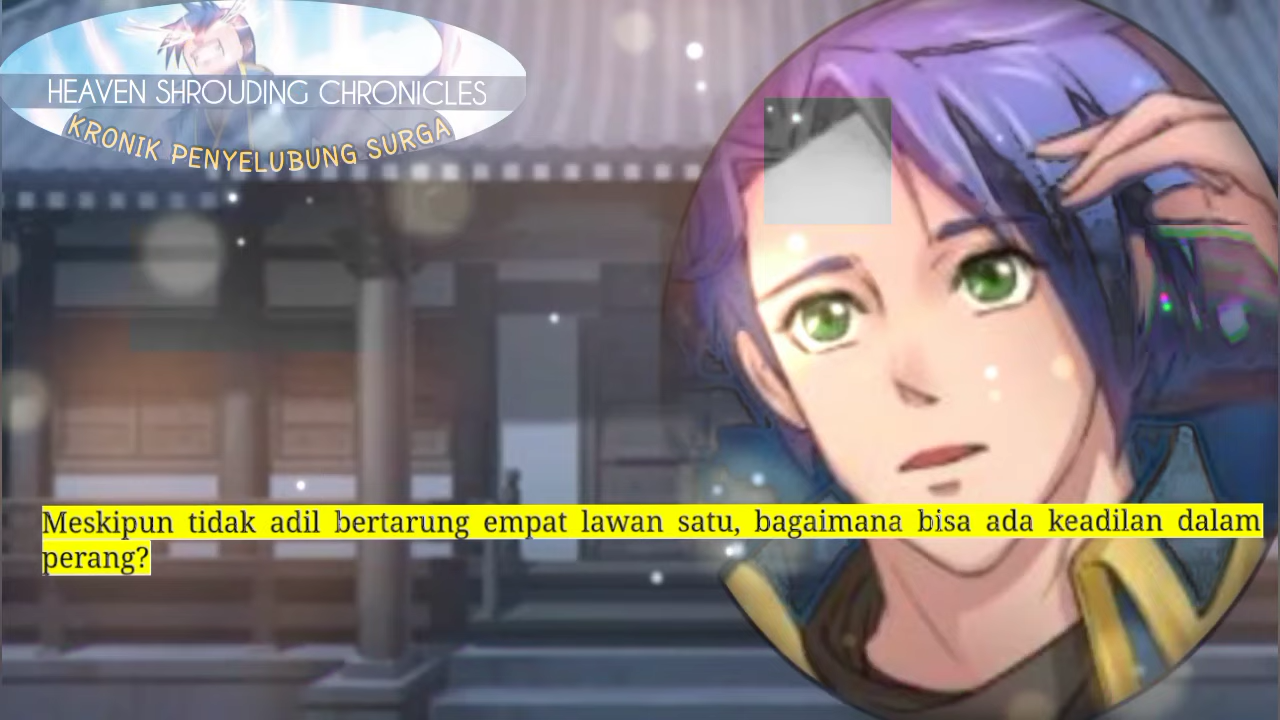 HEAVEN SHROUDING CHRONICLES
KRONIK PENYELUBUNG SURGA
Meskipun tidak adil bertarung empat lawan satu, bagaimana bisa ada keadilan dalam
perang?